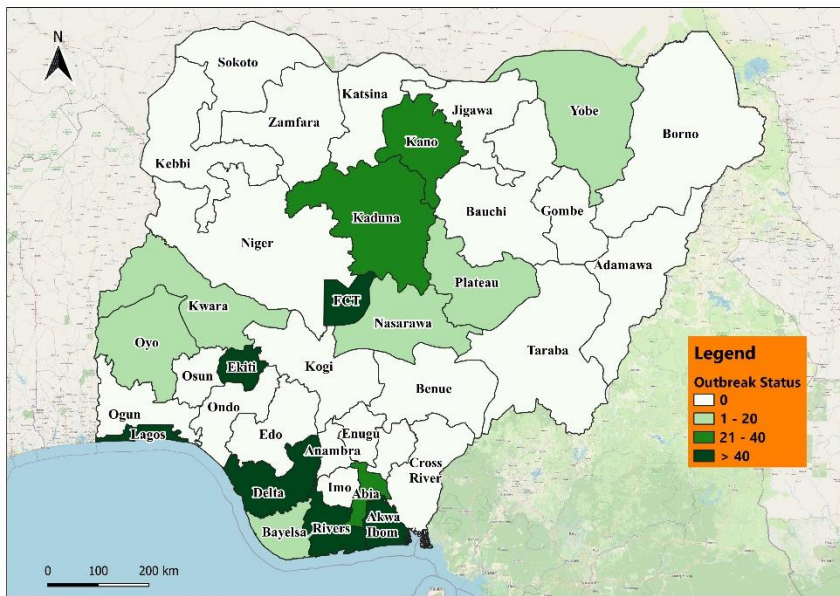 N
Sokoto
Katsina
Jigawa
Yobe
Borno
Zamfara
Kano
Kebbi
Kaduna
Bauchi
Gombe
Niger
Adamawa
Plateau
FCT
Kwara
Nasarawa
Oyo
Taraba
Ekiti
Kogi
Osun
Benue
Ogun
Ondo
Edo
Enugu
Lagos
Anambra
Cross
River
Imo
Abia
Delta
Akwa
Ibom
Rivers
Bayelsa
Legend
Outbreak Status
0
1 - 20
21 - 40
> 40
0 100 200 km